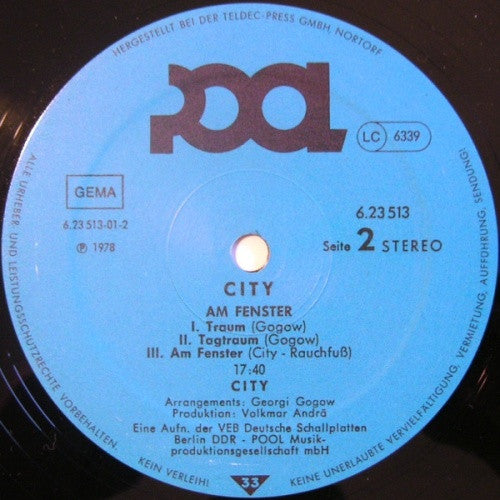 HERGESTELLT BEI DER TELDEC-PRESS GMBH, NORTORF
POOL
LC 6339
GEMA
6.23 513-01-2
℗ 1978
6.23 513
Seite 2 STEREO
CITY
AM FENSTER
I. Traum (Gogow)
II. Tagtraum (Gogow)
III. Am Fenster (City - Rauchfuß)
17:40
CITY
Arrangements: Georgi Gogow
Produktion: Volkmar Andrä
Eine Aufn. der VEB Deutsche Schallplatten
Berlin DDR - POOL Musik-
produktionsgesellschaft mbH
33
ALLE URHEBER UND LEISTUNGSSCHUTZRECHTE VORBEHALTEN.
KEIN VERLEIH!
KEINE UNERLAUBTE VERVIELFÄLTIGUNG, VERMIETUNG, AUFFÜHRUNG, SENDUNG!